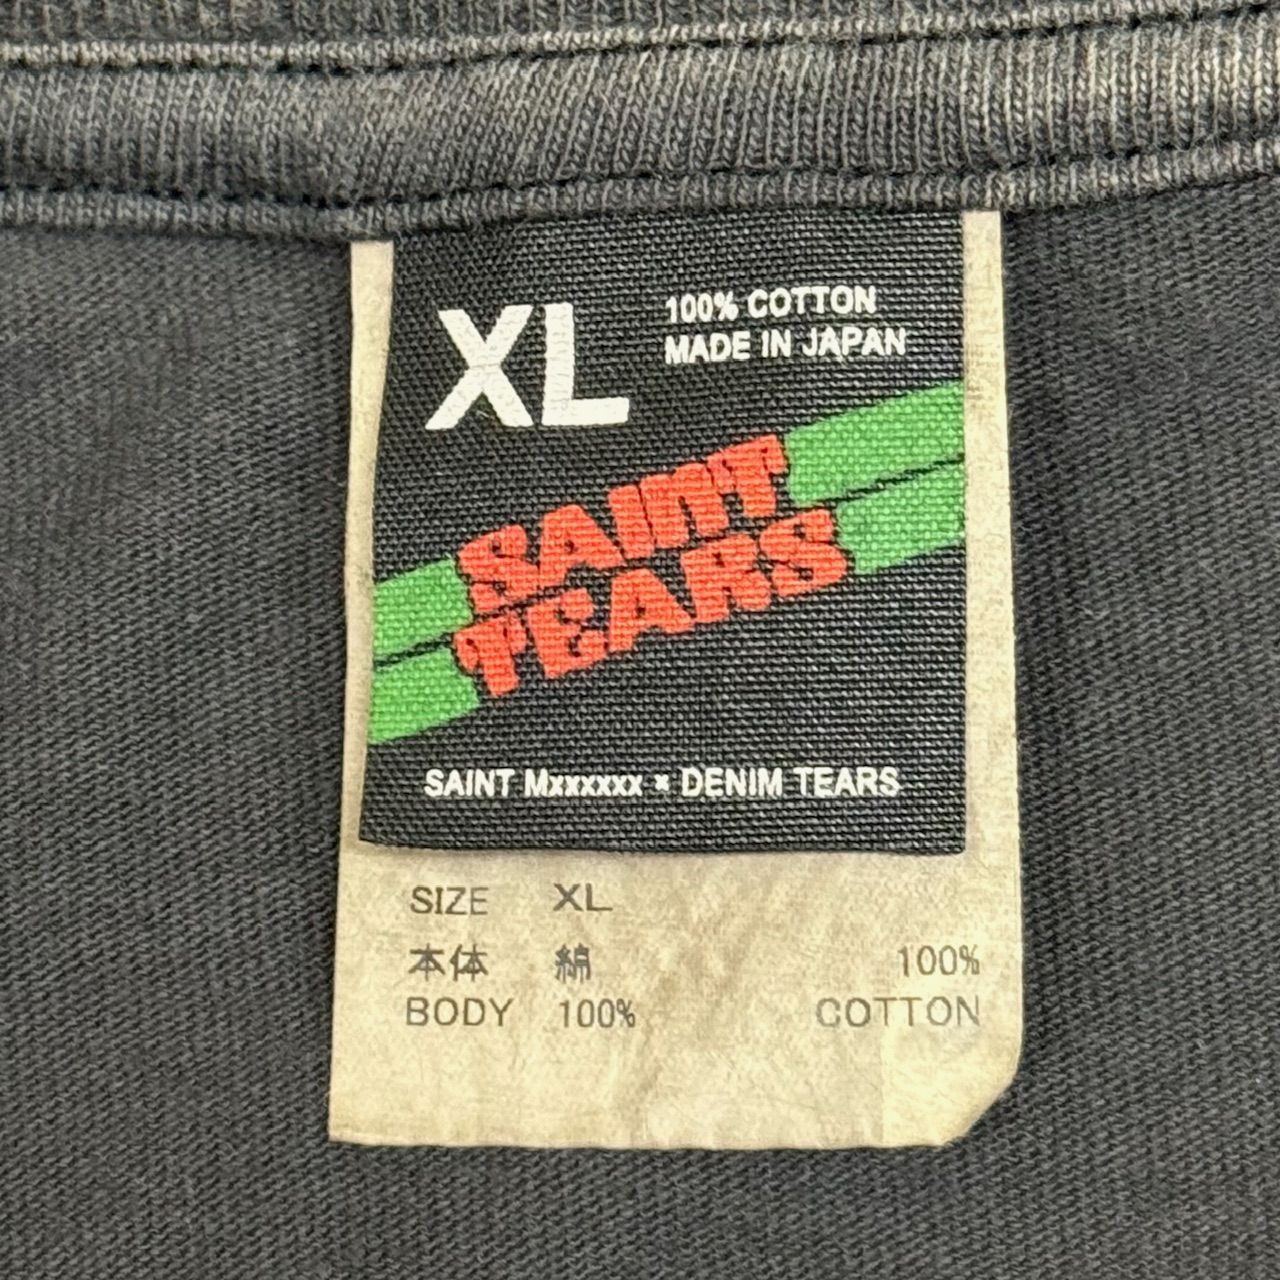 XL
100% COTTON
MADE IN JAPAN
SAINT
TEARS
SAINT Mxxxxxx × DENIM TEARS
SIZE XL
本体 綿 100%
BODY 100% COTTON